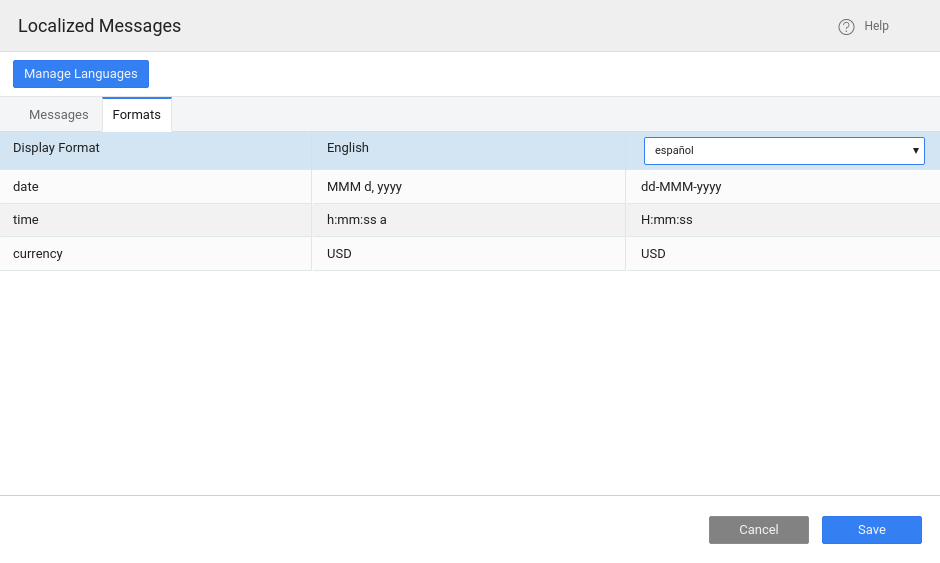 Localized Messages
Help
Manage Languages
Messages Formats
Display Format English español
date MMM d, yyyy dd-MMM-yyyy
time h:mm:ss a H:mm:ss
currency USD USD
Cancel Save